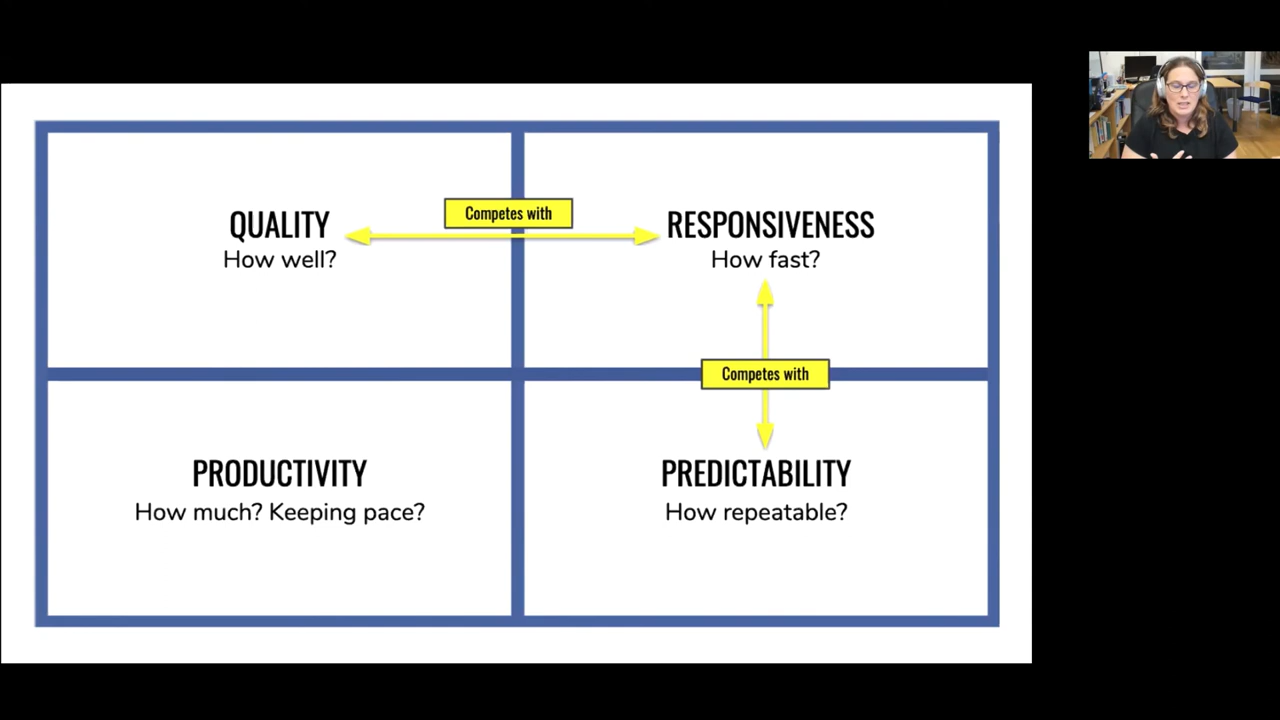 QUALITY
How well?
Competes with
RESPONSIVENESS
How fast?
Competes with
PRODUCTIVITY
How much? Keeping pace?
PREDICTABILITY
How repeatable?